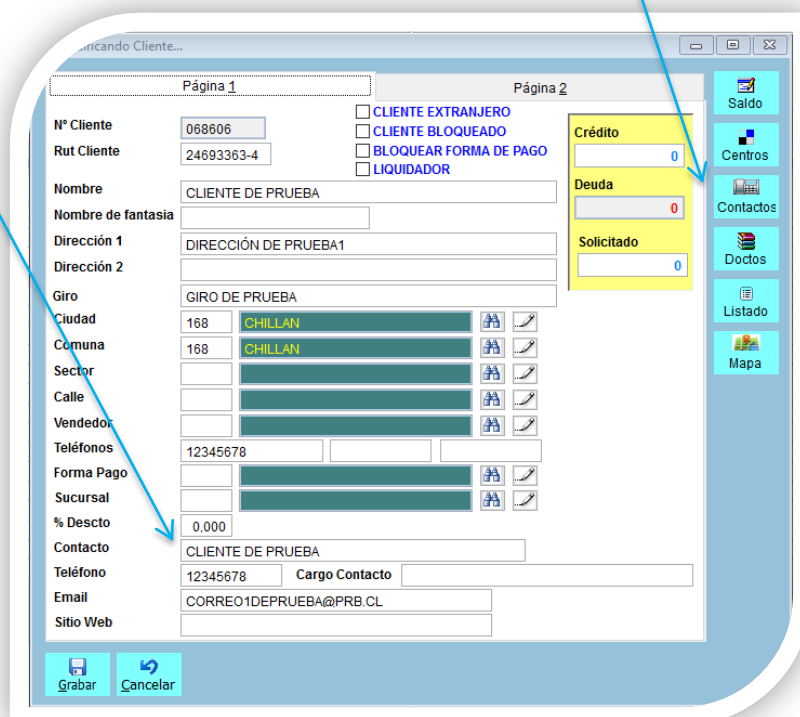 ificando Cliente...
Página 1
Página 2
Saldo
Nº Cliente
068606
CLIENTE EXTRANJERO
CLIENTE BLOQUEADO
BLOQUEAR FORMA DE PAGO
LIQUIDADOR
Rut Cliente
24693363-4
Crédito
0
Centros
Nombre
CLIENTE DE PRUEBA
Deuda
0
Contactos
Nombre de fantasia
Dirección 1
DIRECCIÓN DE PRUEBA1
Solicitado
0
Doctos
Dirección 2
Giro
GIRO DE PRUEBA
Listado
Ciudad
168 CHILLAN
Comuna
168 CHILLAN
Mapa
Sector
Calle
Vendedor
Teléfonos
12345678
Forma Pago
Sucursal
% Descto
0,000
Contacto
CLIENTE DE PRUEBA
Teléfono
12345678
Cargo Contacto
Email
CORREO1DEPRUEBA@PRB.CL
Sitio Web
Grabar
Cancelar